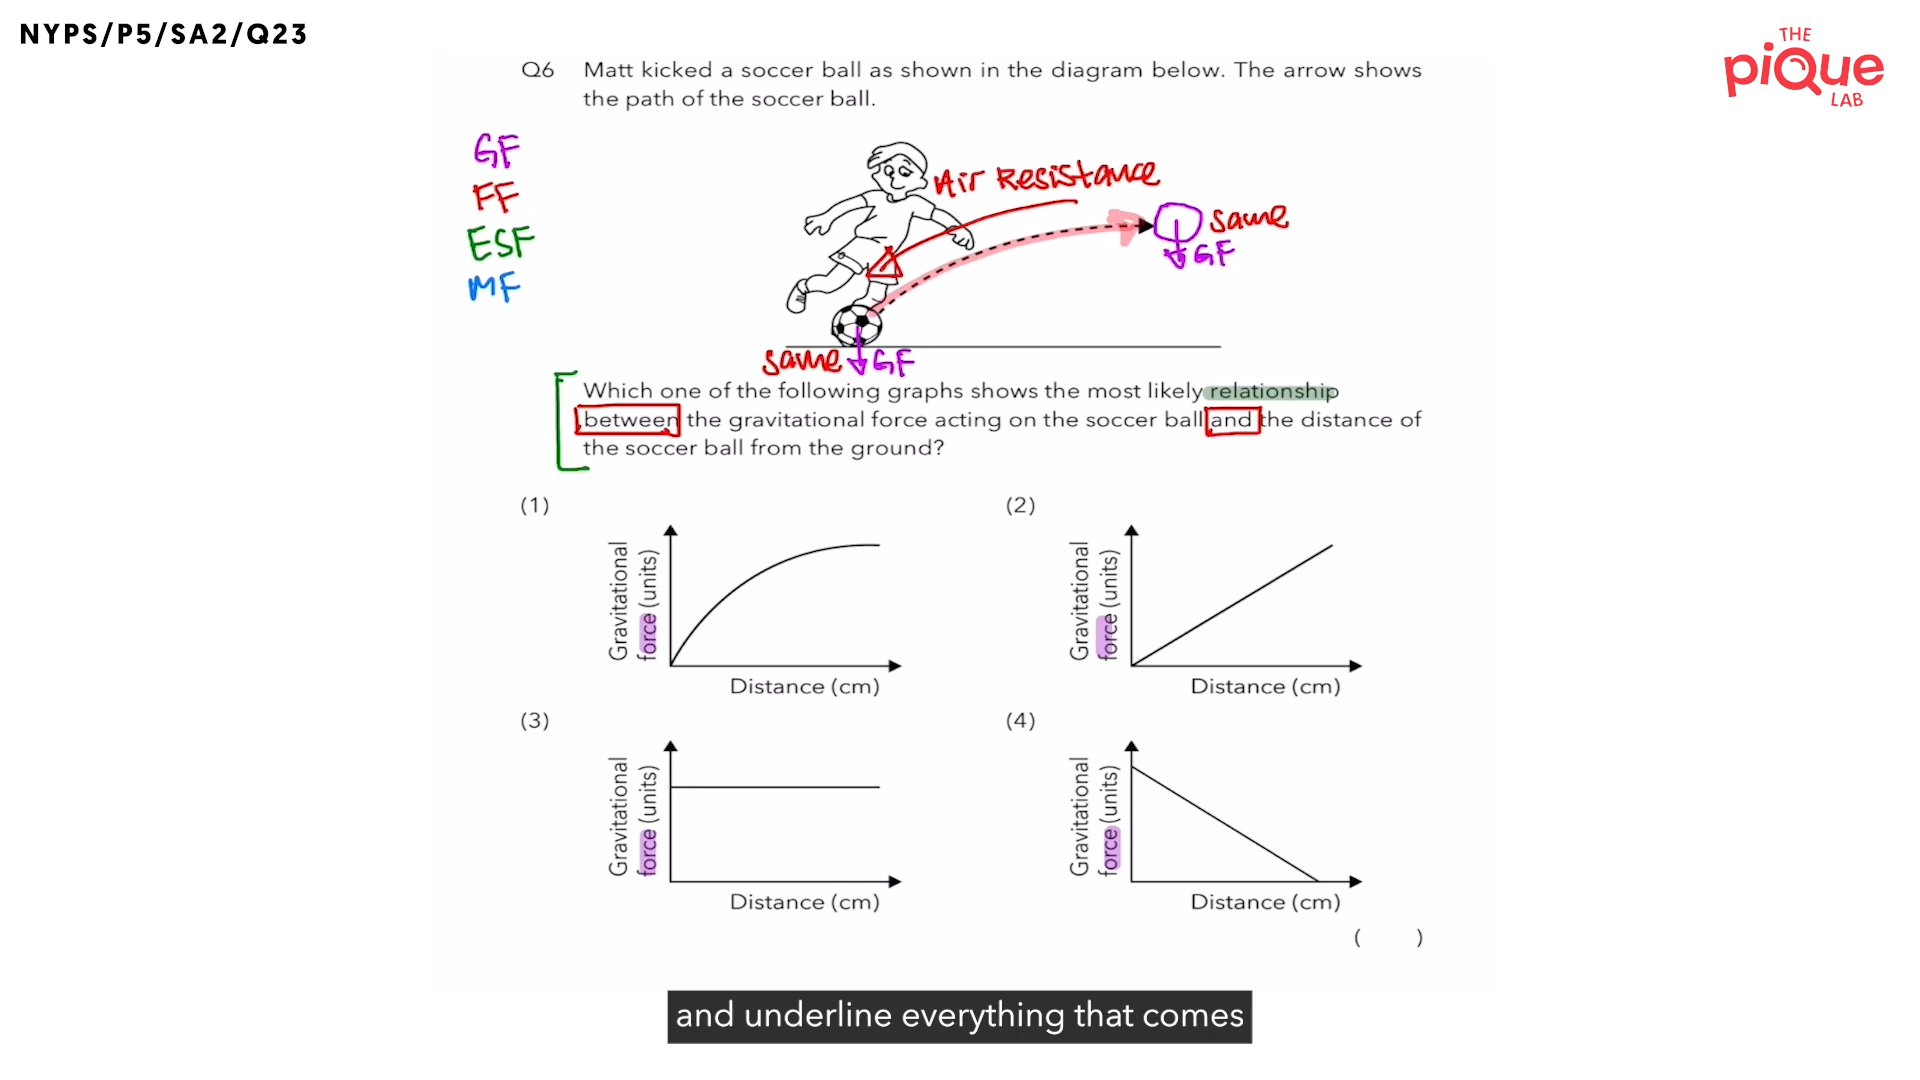 NYPS/P5/SA2/Q23
THE
piQue
LAB
Q6 Matt kicked a soccer ball as shown in the diagram below. The arrow shows
the path of the soccer ball.
GF
FF
ESF
MF
Air Resistance
same
GF
same GF
Which one of the following graphs shows the most likely relationship
between the gravitational force acting on the soccer ball and the distance of
the soccer ball from the ground?
(1)
Gravitational
force (units)
Distance (cm)
(2)
Gravitational
force (units)
Distance (cm)
(3)
Gravitational
force (units)
Distance (cm)
(4)
Gravitational
force (units)
Distance (cm)
( )
and underline everything that comes